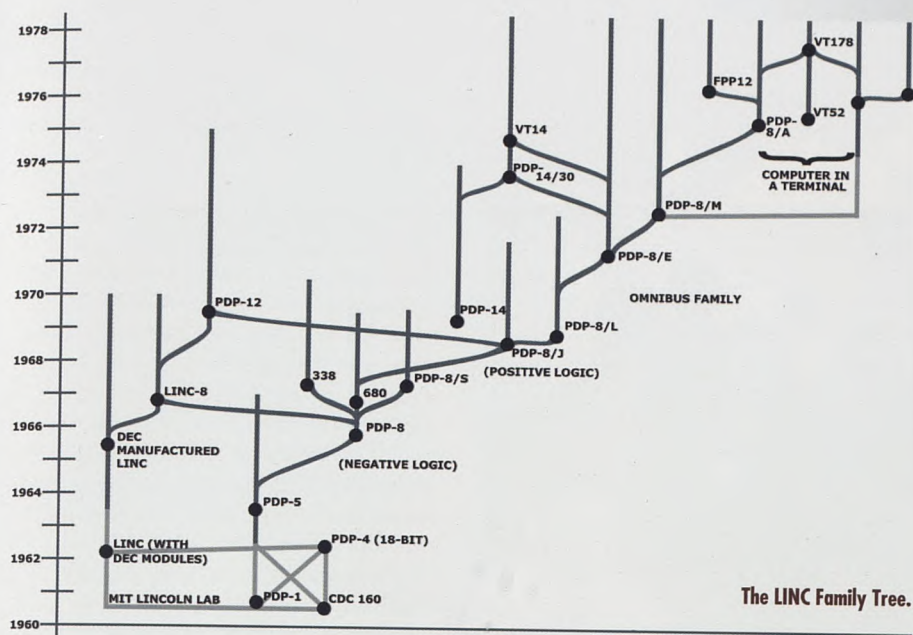 1978
1976
1974
1972
1970
1968
1966
1964
1962
1960
VT178
FPP12
VT52
PDP-
8/A
COMPUTER IN
A TERMINAL
VT14
PDP-
14/30
PDP-8/M
PDP-8/E
OMNIBUS FAMILY
PDP-12
PDP-14
PDP-8/L
PDP-8/J
(POSITIVE LOGIC)
338
680
PDP-8/S
LINC-8
PDP-8
(NEGATIVE LOGIC)
DEC
MANUFACTURED
LINC
PDP-5
LINC (WITH
DEC MODULES)
PDP-4 (18-BIT)
MIT LINCOLN LAB
PDP-1
CDC 160
The LINC Family Tree.